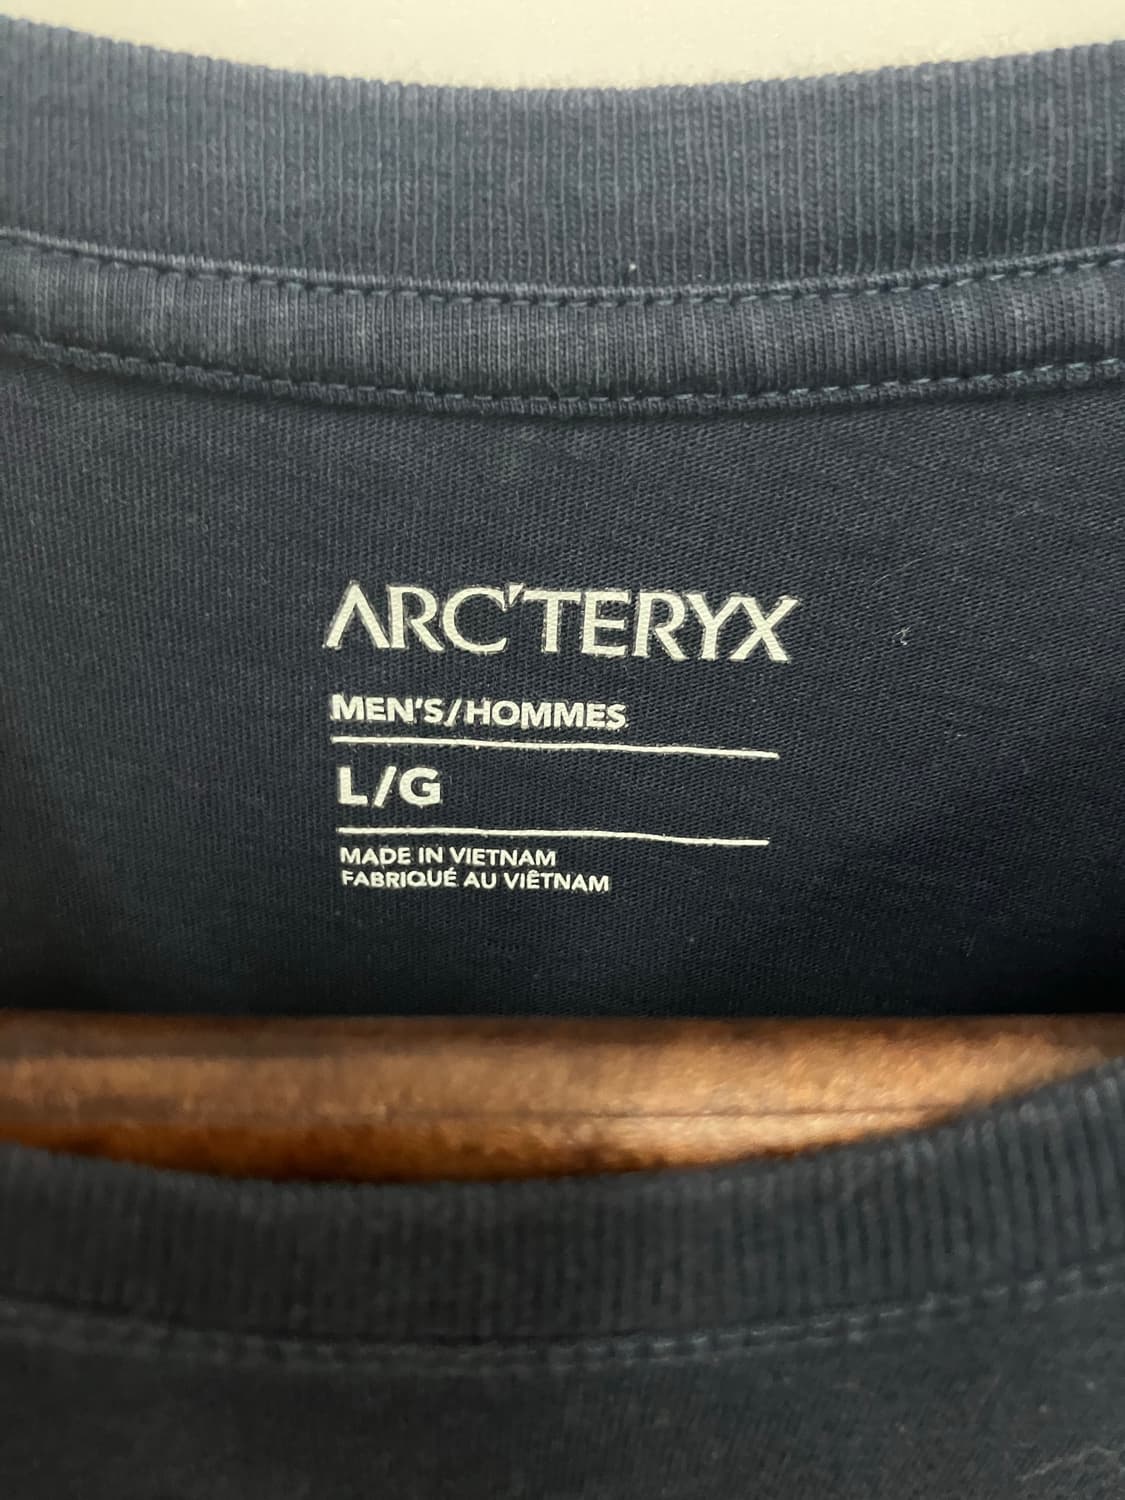 ARC'TERYX
MEN'S/HOMMES
L/G
MADE IN VIETNAM
FABRIQUÉ AU VIÊTNAM